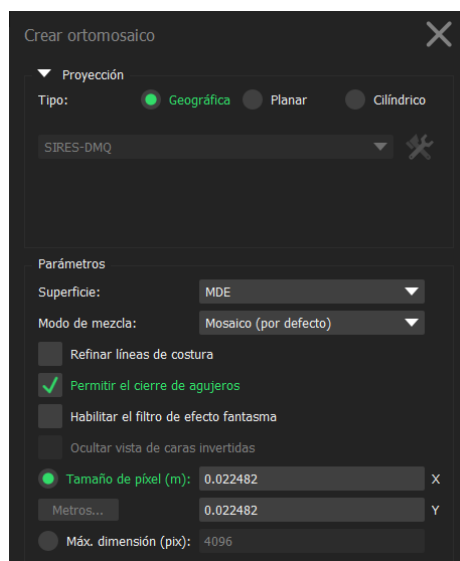 Crear ortomosaico
Proyección
Tipo: Geográfica Planar Cilíndrico
SIRES-DMQ
Parámetros
Superficie: MDE
Modo de mezcla: Mosaico (por defecto)
Refinar líneas de costura
Permitir el cierre de agujeros
Habilitar el filtro de efecto fantasma
Ocultar vista de caras invertidas
Tamaño de píxel (m): 0.022482 X
Metros... 0.022482 Y
Máx. dimensión (pix): 4096